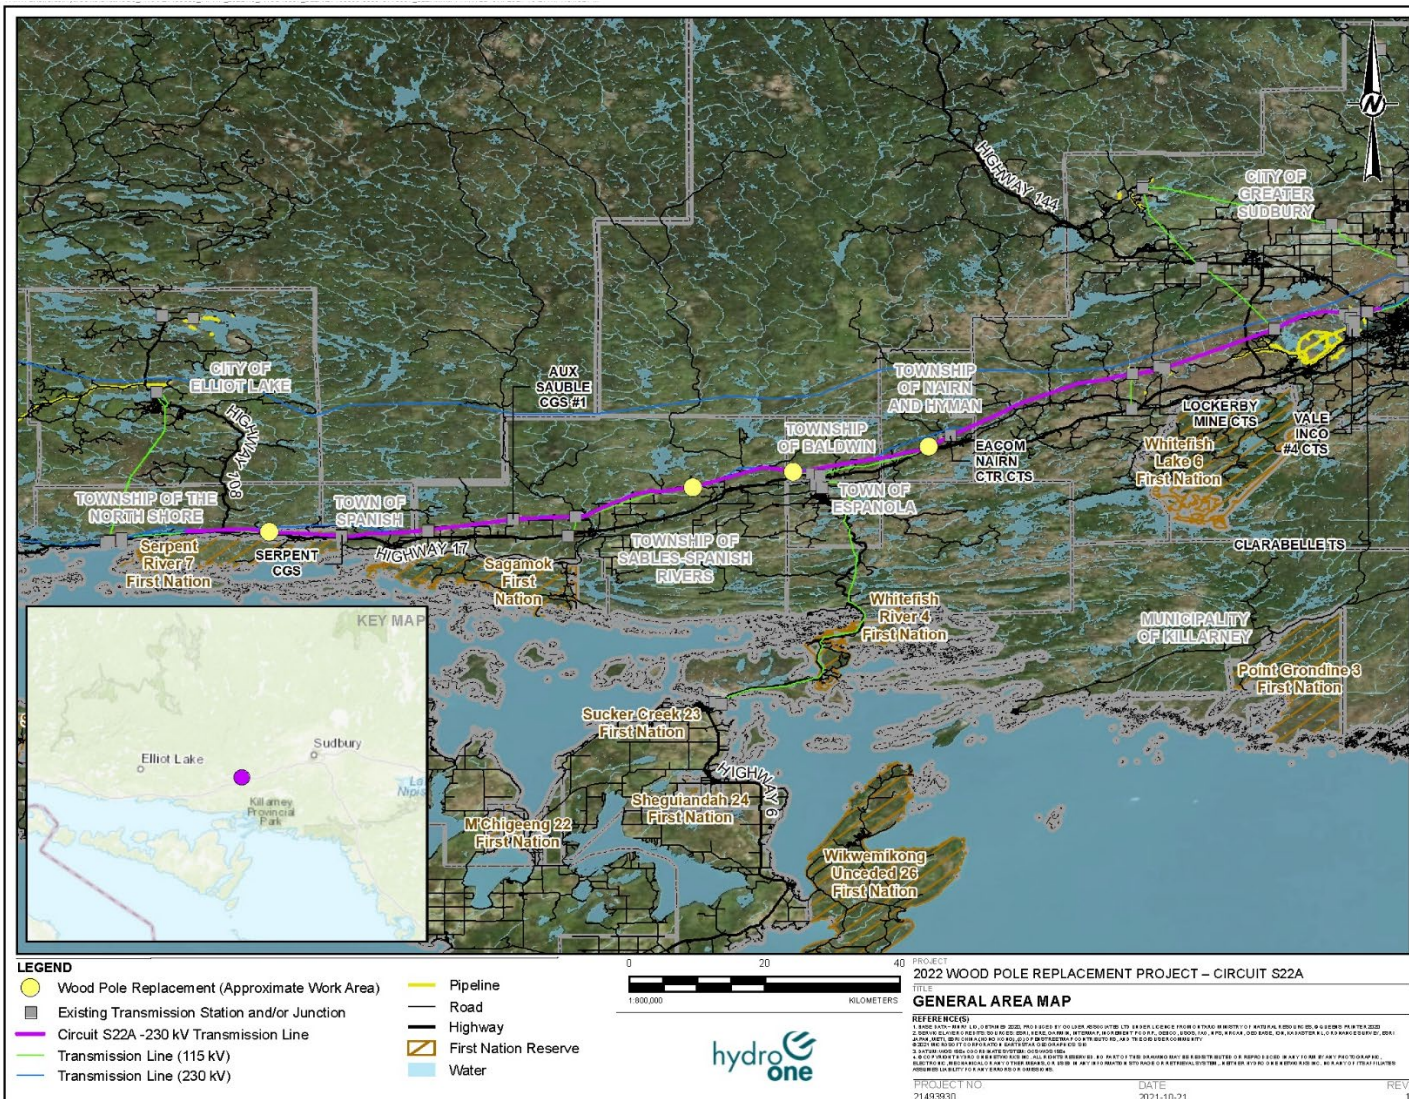 N
HIGHWAY 144
CITY OF
GREATER
SUDBURY
CITY OF
ELLIOT LAKE
HIGHWAY 108
AUX
SAUBLE
CGS #1
TOWNSHIP
OF NAIRN
AND HYMAN
TOWNSHIP
OF BALDWIN
LOCKERBY
MINE CTS
VALE
INCO
#4 CTS
EACOM
NAIRN
CTR CTS
Whitefish
Lake 6
First Nation
TOWNSHIP OF THE
NORTH SHORE
TOWN OF
SPANISH
TOWN OF
ESPANOLA
Serpent
River 7
First Nation
SERPENT
CGS
HIGHWAY 17
Sagamok
First
Nation
TOWNSHIP OF
SABLES-SPANISH
RIVERS
CLARABELLE TS
Whitefish
River 4
First Nation
MUNICIPALITY
OF KILLARNEY
Point Grondine 3
First Nation
KEY MAP
Sudbury
Elliot Lake
Killarney
Provincial
Park
La
Nipis
Sucker Creek 23
First Nation
HIGHWAY 6
Sheguiandah 24
First Nation
M'Chigeeng 22
First Nation
Wikwemikong
Unceded 26
First Nation
LEGEND
Wood Pole Replacement (Approximate Work Area)
Existing Transmission Station and/or Junction
Circuit S22A -230 kV Transmission Line
Transmission Line (115 kV)
Transmission Line (230 kV)
Pipeline
Road
Highway
First Nation Reserve
Water
0 20 40
1:800,000 KILOMETERS
hydro
one
PROJECT
2022 WOOD POLE REPLACEMENT PROJECT – CIRCUIT S22A
TITLE
GENERAL AREA MAP
REFERENCE(S)
PROJECT NO DATE REV
21493930 2021-10-21 1